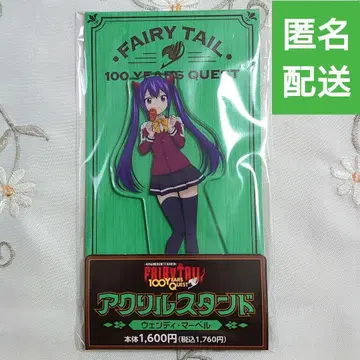 匿名
配送
FAIRY TAIL
100 YEARS QUEST
FAIRY TAIL
100 YEARS QUEST
アクリルスタンド
ウェンディ・マーベル
本体1,600円(税込1,760円)